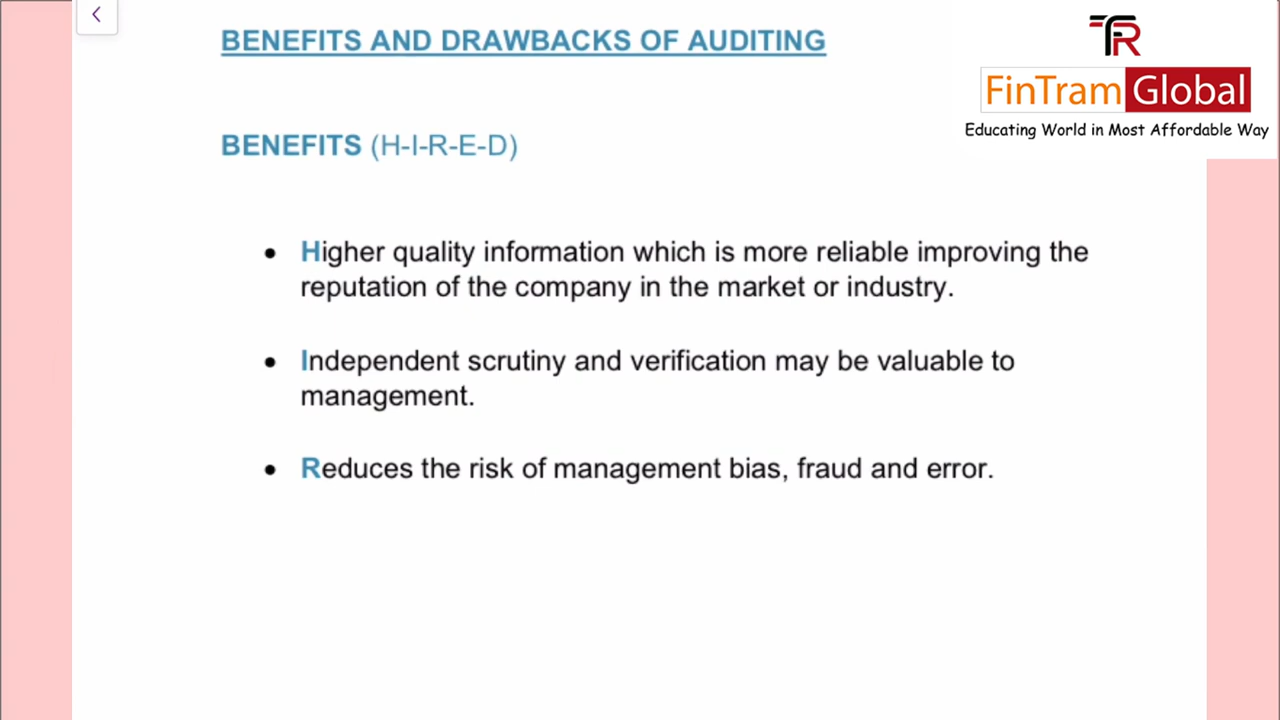 BENEFITS AND DRAWBACKS OF AUDITING
TR
FinTram Global
Educating World in Most Affordable Way
BENEFITS (H-I-R-E-D)
• Higher quality information which is more reliable improving the
reputation of the company in the market or industry.
• Independent scrutiny and verification may be valuable to
management.
• Reduces the risk of management bias, fraud and error.